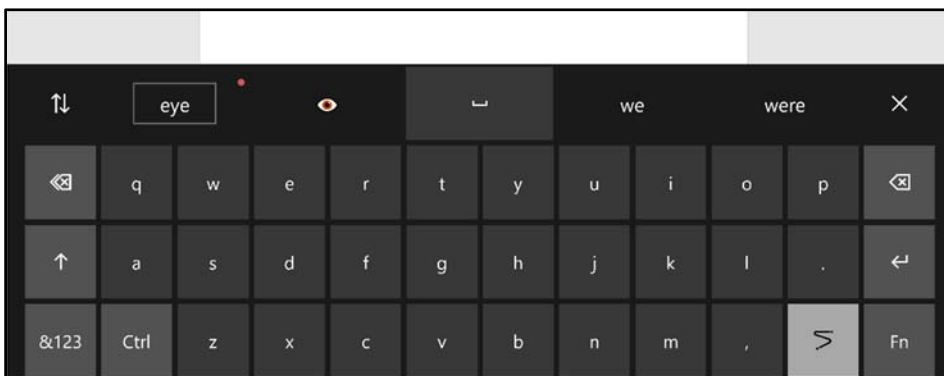 eye 👁 we were
q w e r t y u i o p
a s d f g h j k l .
&123 Ctrl z x c v b n m , Fn